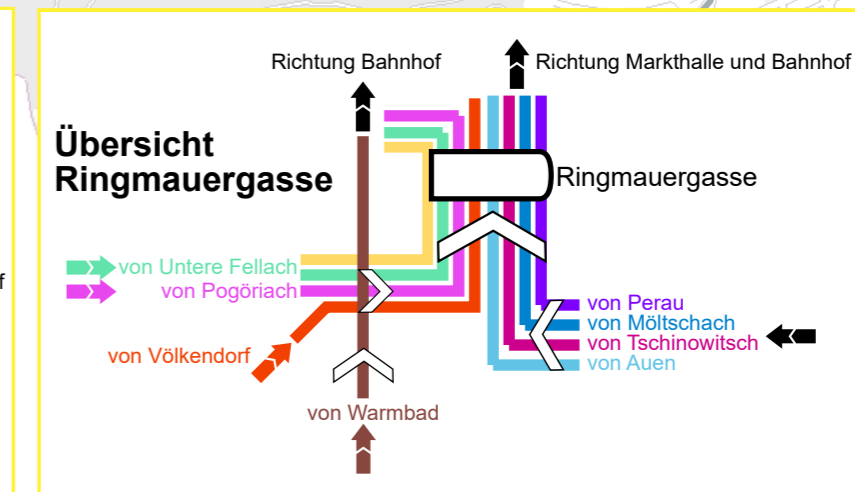 Richtung Bahnhof
Richtung Markthalle und Bahnhof
Übersicht
Ringmauergasse
Ringmauergasse
von Untere Fellach
von Pogöriach
f
von Perau
von Möltschach
von Tschinowitsch
von Auen
von Völkendorf
von Warmbad